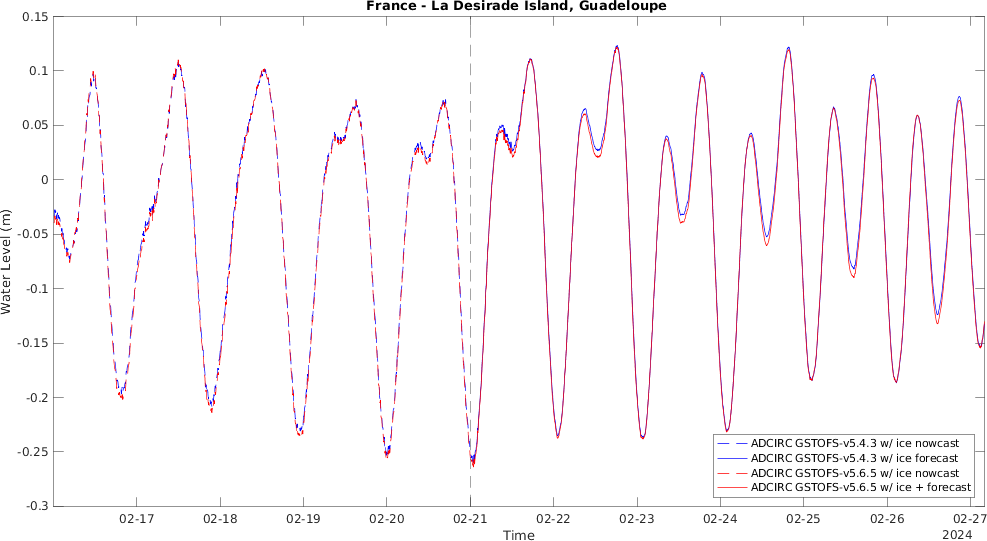 France - La Desirade Island, Guadeloupe
Water Level (m)
0.15
0.1
0.05
0
-0.05
-0.1
-0.15
-0.2
-0.25
-0.3
ADCIRC GSTOFS-v5.4.3 w/ ice nowcast
ADCIRC GSTOFS-v5.4.3 w/ ice forecast
ADCIRC GSTOFS-v5.6.5 w/ ice nowcast
ADCIRC GSTOFS-v5.6.5 w/ ice + forecast
02-17 02-18 02-19 02-20 02-21 02-22 02-23 02-24 02-25 02-26 02-27
Time
2024